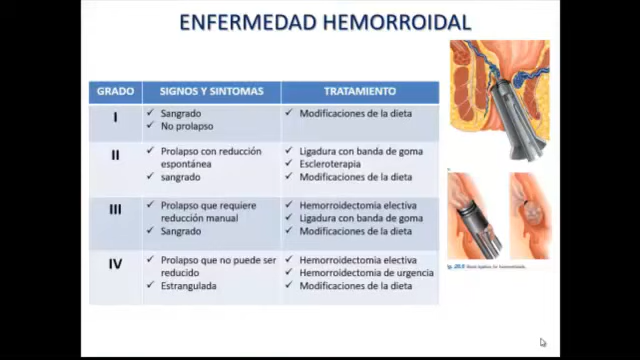 ENFERMEDAD HEMORROIDAL
GRADO SIGNOS Y SINTOMAS TRATAMIENTO
I
✓ Sangrado
✓ No prolapso
✓ Modificaciones de la dieta
II
✓ Prolapso con reducción
espontánea
✓ sangrado
✓ Ligadura con banda de goma
✓ Escleroterapia
✓ Modificaciones de la dieta
III
✓ Prolapso que requiere
reducción manual
✓ Sangrado
✓ Hemorroidectomia electiva
✓ Ligadura con banda de goma
✓ Modificaciones de la dieta
IV
✓ Prolapso que no puede ser
reducido
✓ Estrangulada
✓ Hemorroidectomia electiva
✓ Hemorroidectomia de urgencia
✓ Modificaciones de la dieta